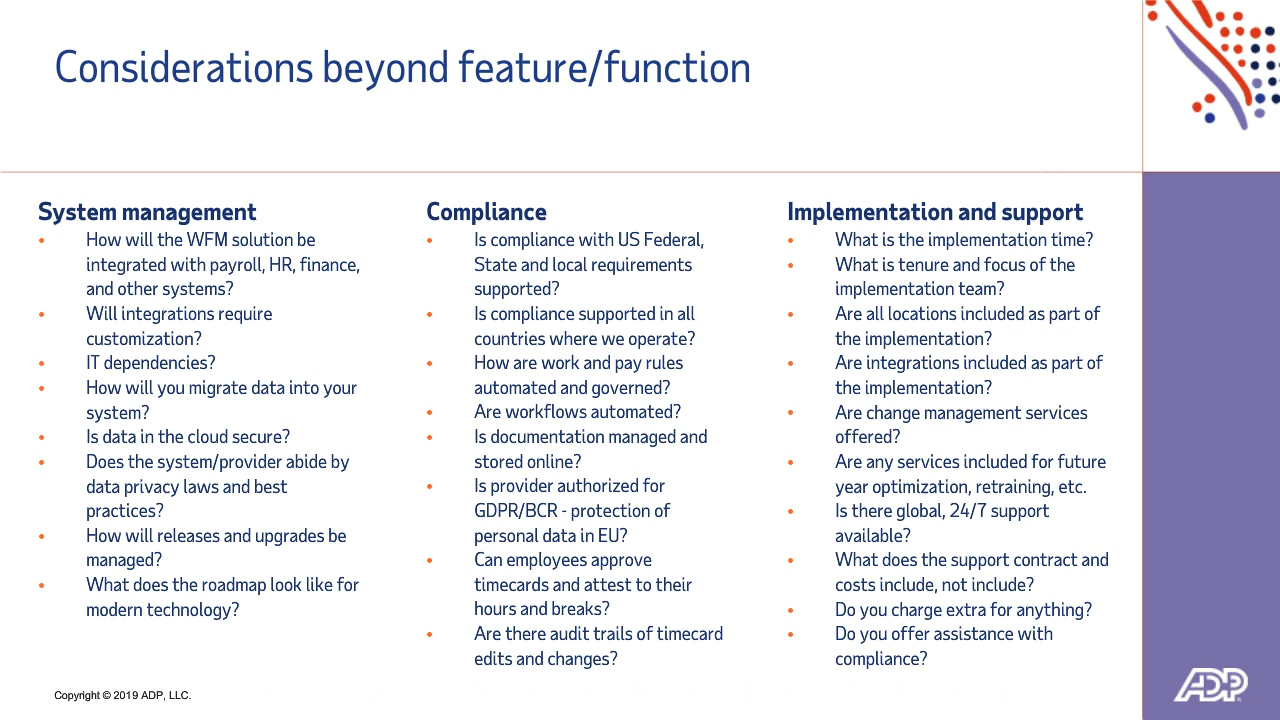 Considerations beyond feature/function
System management
• How will the WFM solution be
integrated with payroll, HR, finance,
and other systems?
• Will integrations require
customization?
• IT dependencies?
• How will you migrate data into your
system?
• Is data in the cloud secure?
• Does the system/provider abide by
data privacy laws and best
practices?
• How will releases and upgrades be
managed?
• What does the roadmap look like for
modern technology?
Compliance
• Is compliance with US Federal,
State and local requirements
supported?
• Is compliance supported in all
countries where we operate?
• How are work and pay rules
automated and governed?
• Are workflows automated?
• Is documentation managed and
stored online?
• Is provider authorized for
GDPR/BCR - protection of
personal data in EU?
• Can employees approve
timecards and attest to their
hours and breaks?
• Are there audit trails of timecard
edits and changes?
Implementation and support
• What is the implementation time?
• What is tenure and focus of the
implementation team?
• Are all locations included as part of
the implementation?
• Are integrations included as part of
the implementation?
• Are change management services
offered?
• Are any services included for future
year optimization, retraining, etc.
• Is there global, 24/7 support
available?
• What does the support contract and
costs include, not include?
• Do you charge extra for anything?
• Do you offer assistance with
compliance?
Copyright © 2019 ADP, LLC.
ADP